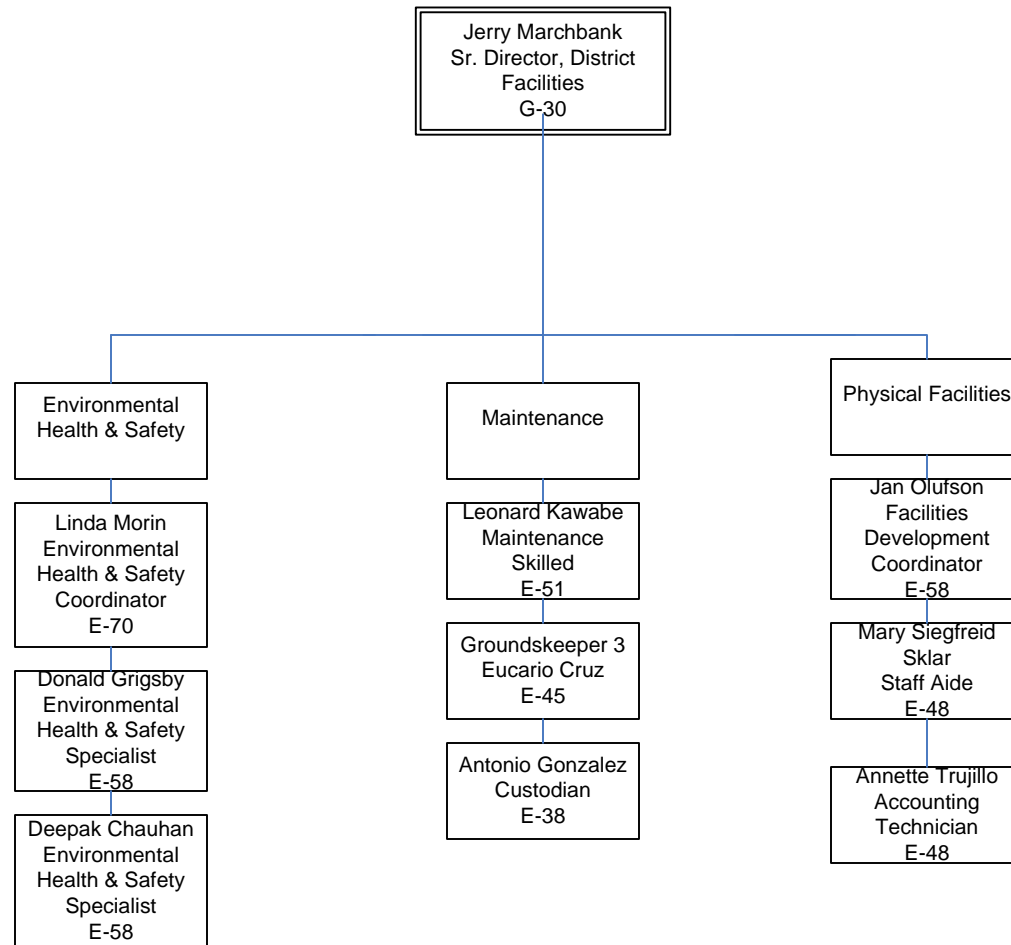 Jerry Marchbank
Sr. Director, District
Facilities
G-30
Environmental
Health & Safety
Linda Morin
Environmental
Health & Safety
Coordinator
E-70
Donald Grigsby
Environmental
Health & Safety
Specialist
E-58
Deepak Chauhan
Environmental
Health & Safety
Specialist
E-58
Maintenance
Leonard Kawabe
Maintenance
Skilled
E-51
Groundskeeper 3
Eucario Cruz
E-45
Antonio Gonzalez
Custodian
E-38
Physical Facilities
Jan Olufson
Facilities
Development
Coordinator
E-58
Mary Siegfreid
Sklar
Staff Aide
E-48
Annette Trujillo
Accounting
Technician
E-48